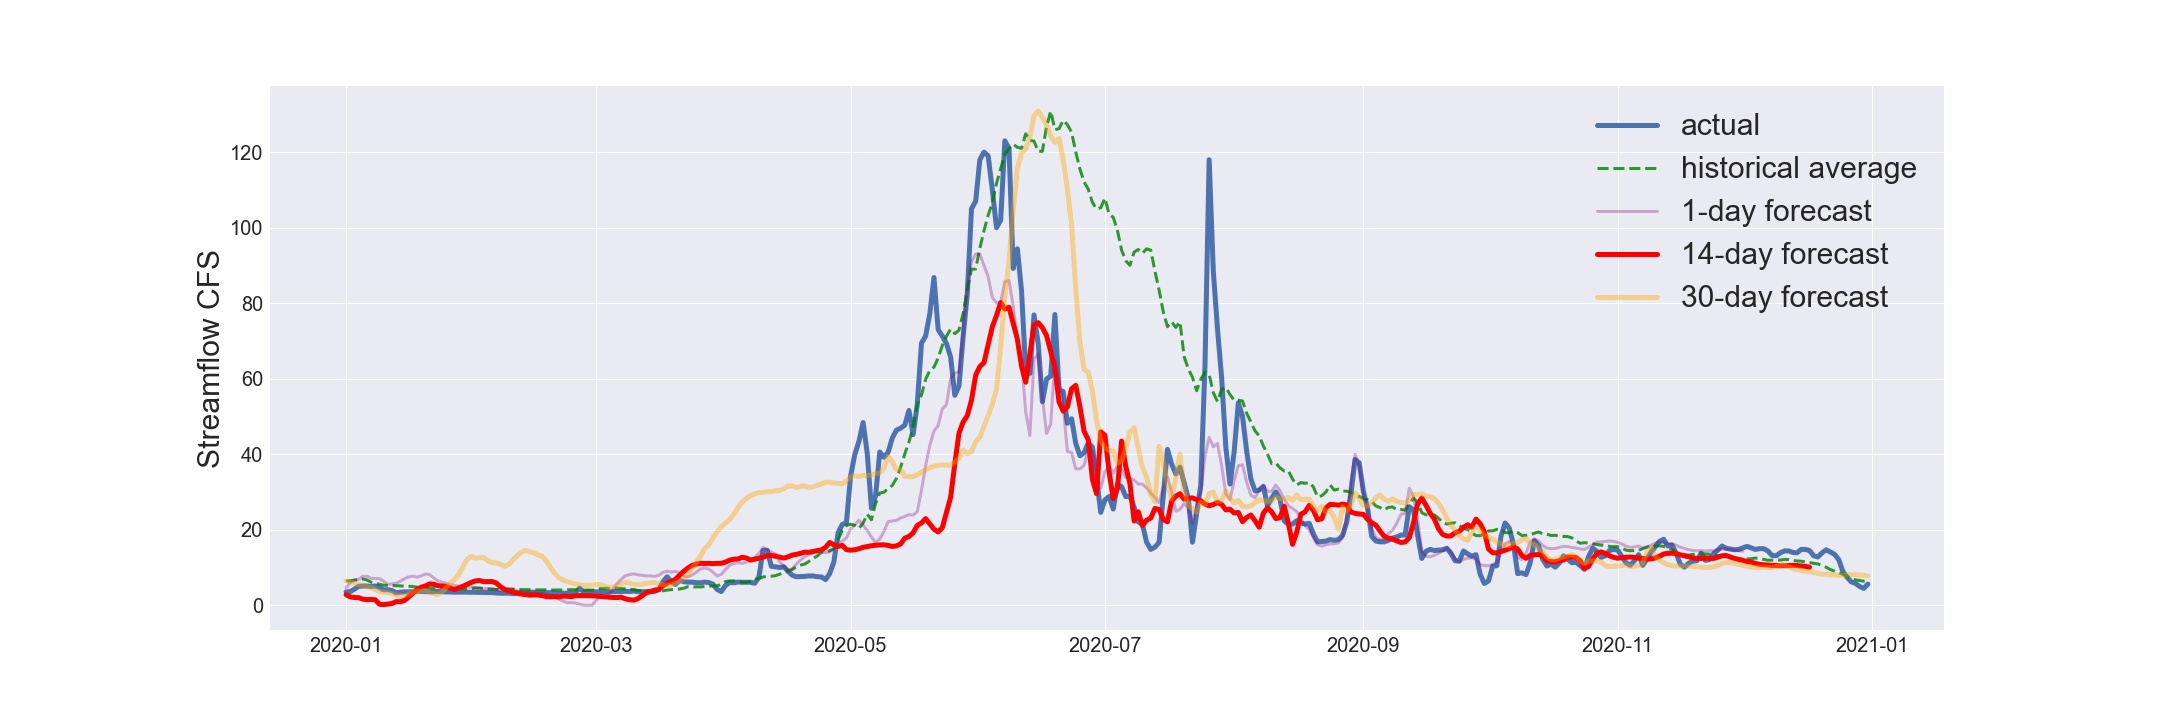 actual
historical average
1-day forecast
14-day forecast
30-day forecast
Streamflow CFS
120
100
80
60
40
20
0
2020-01
2020-03
2020-05
2020-07
2020-09
2020-11
2021-01